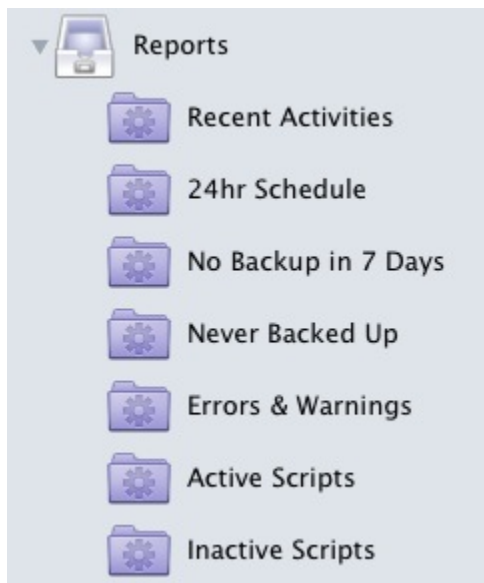 Reports
Recent Activities
24hr Schedule
No Backup in 7 Days
Never Backed Up
Errors & Warnings
Active Scripts
Inactive Scripts